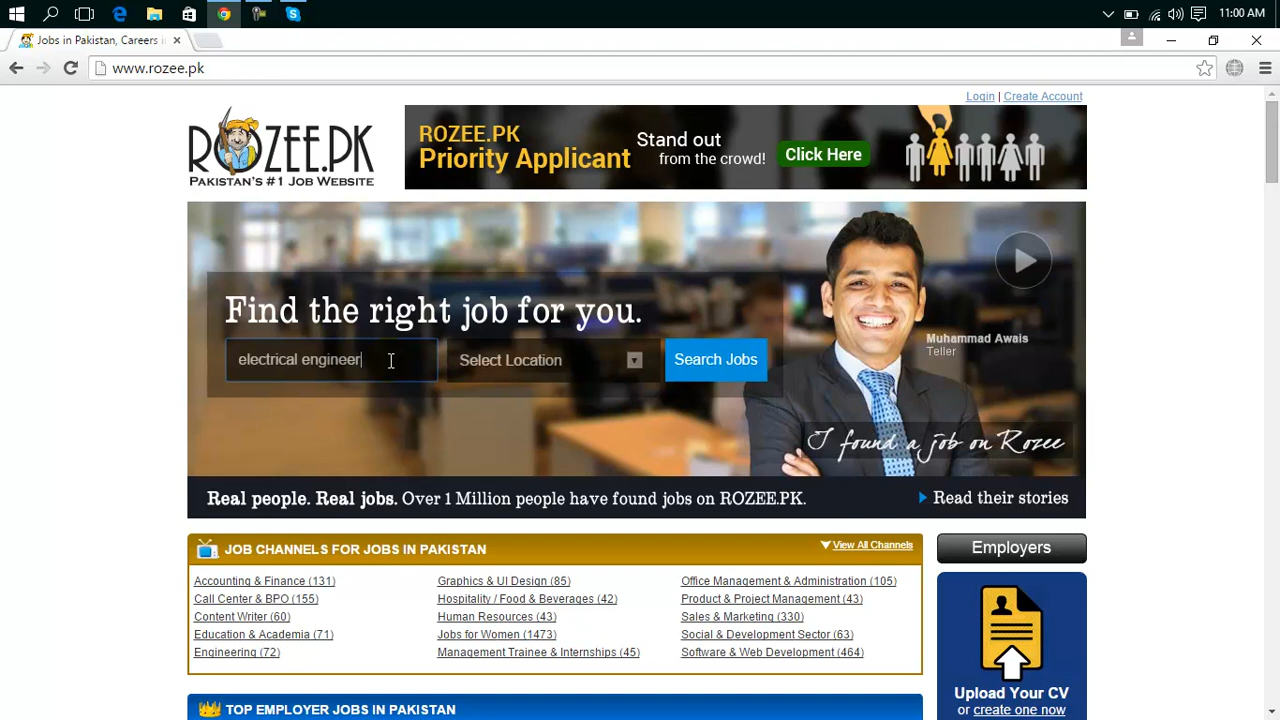 11:00 AM
Jobs in Pakistan, Careers i
www.rozee.pk
Login | Create Account
ROZEE.PK
PAKISTAN'S #1 JOB WEBSITE
ROZEE.PK
Priority Applicant
Stand out
from the crowd!
Click Here
Find the right job for you.
electrical engineer
Select Location
Search Jobs
Muhammad Awais
Teller
I found a job on Rozee
Real people. Real jobs. Over 1 Million people have found jobs on ROZEE.PK.
Read their stories
JOB CHANNELS FOR JOBS IN PAKISTAN
View All Channels
Accounting & Finance (131)
Call Center & BPO (155)
Content Writer (60)
Education & Academia (71)
Engineering (72)
Graphics & UI Design (85)
Hospitality / Food & Beverages (42)
Human Resources (43)
Jobs for Women (1473)
Management Trainee & Internships (45)
Office Management & Administration (105)
Product & Project Management (43)
Sales & Marketing (330)
Social & Development Sector (63)
Software & Web Development (464)
Employers
Upload Your CV
or create one now
TOP EMPLOYER JOBS IN PAKISTAN